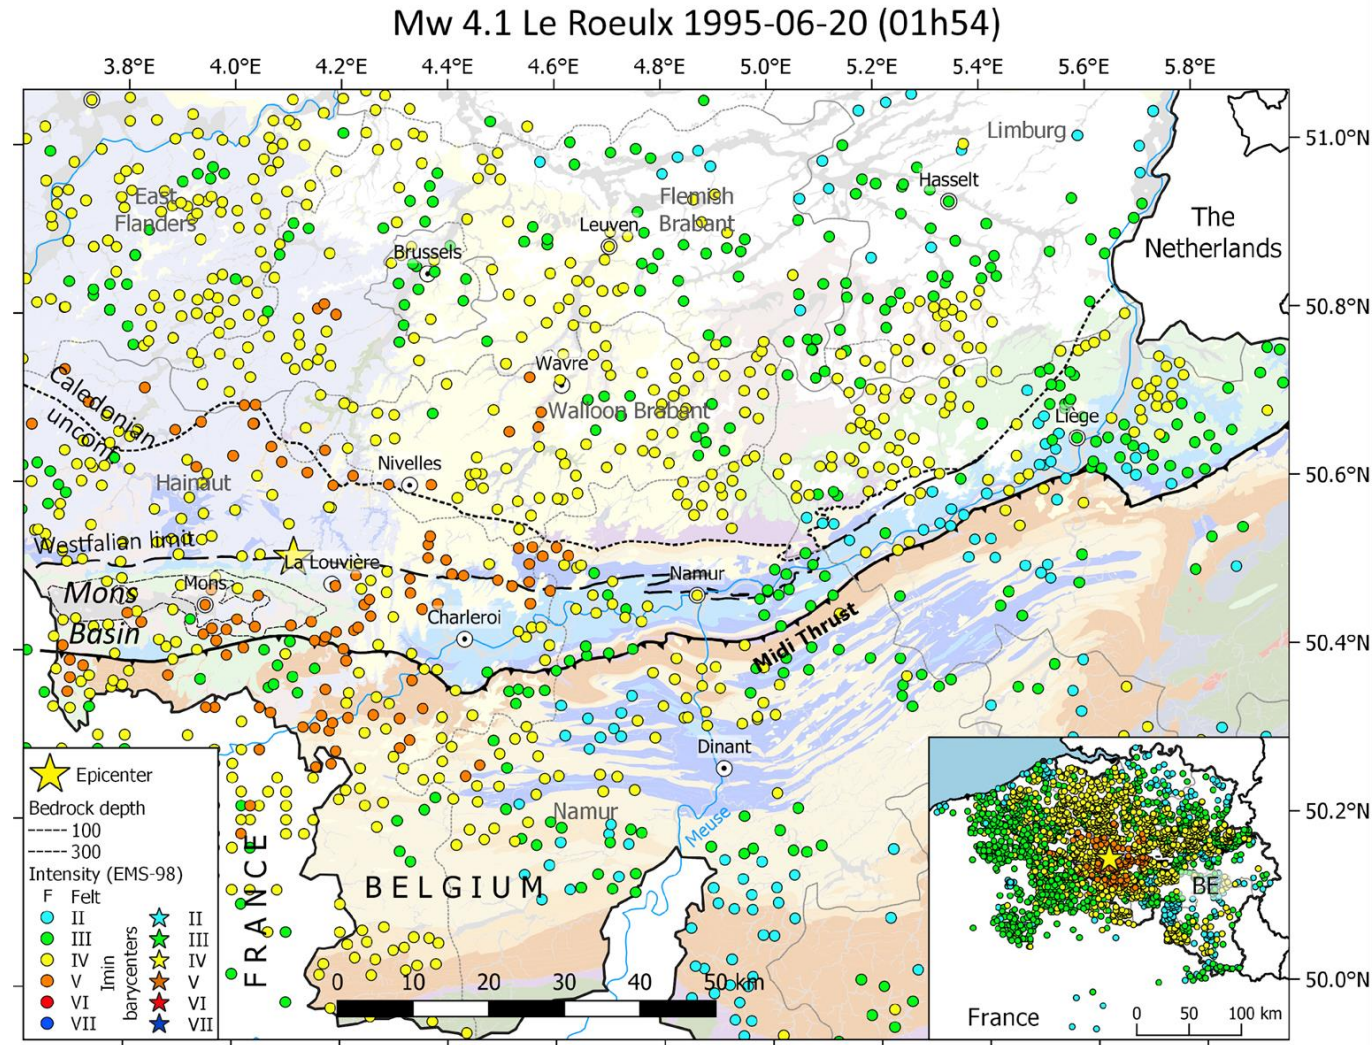 Mw 4.1 Le Roeulx 1995-06-20 (01h54)
3.8°E 4.0°E 4.2°E 4.4°E 4.6°E 4.8°E 5.0°E 5.2°E 5.4°E 5.6°E 5.8°E
51.0°N
50.8°N
50.6°N
50.4°N
50.2°N
50.0°N
Limburg
Hasselt
East
Flanders
Flemish
Brabant
Leuven
Brussels
The
Netherlands
Wavre
Walloon Brabant
Caledonian
unconf.
Liège
Nivelles
Hainaut
Westfalian limit
La Louvière
Mons
Mons
Basin
Namur
Charleroi
Midi Thrust
Dinant
Namur
Meuse
BELGIUM
FRANCE
Epicenter
Bedrock depth
100
300
Intensity (EMS-98)
F Felt
II II
III III
IV IV
V V
VI VI
VII VII
Imin
barycenters
0 10 20 30 40 50 km
BE
France
0 50 100 km